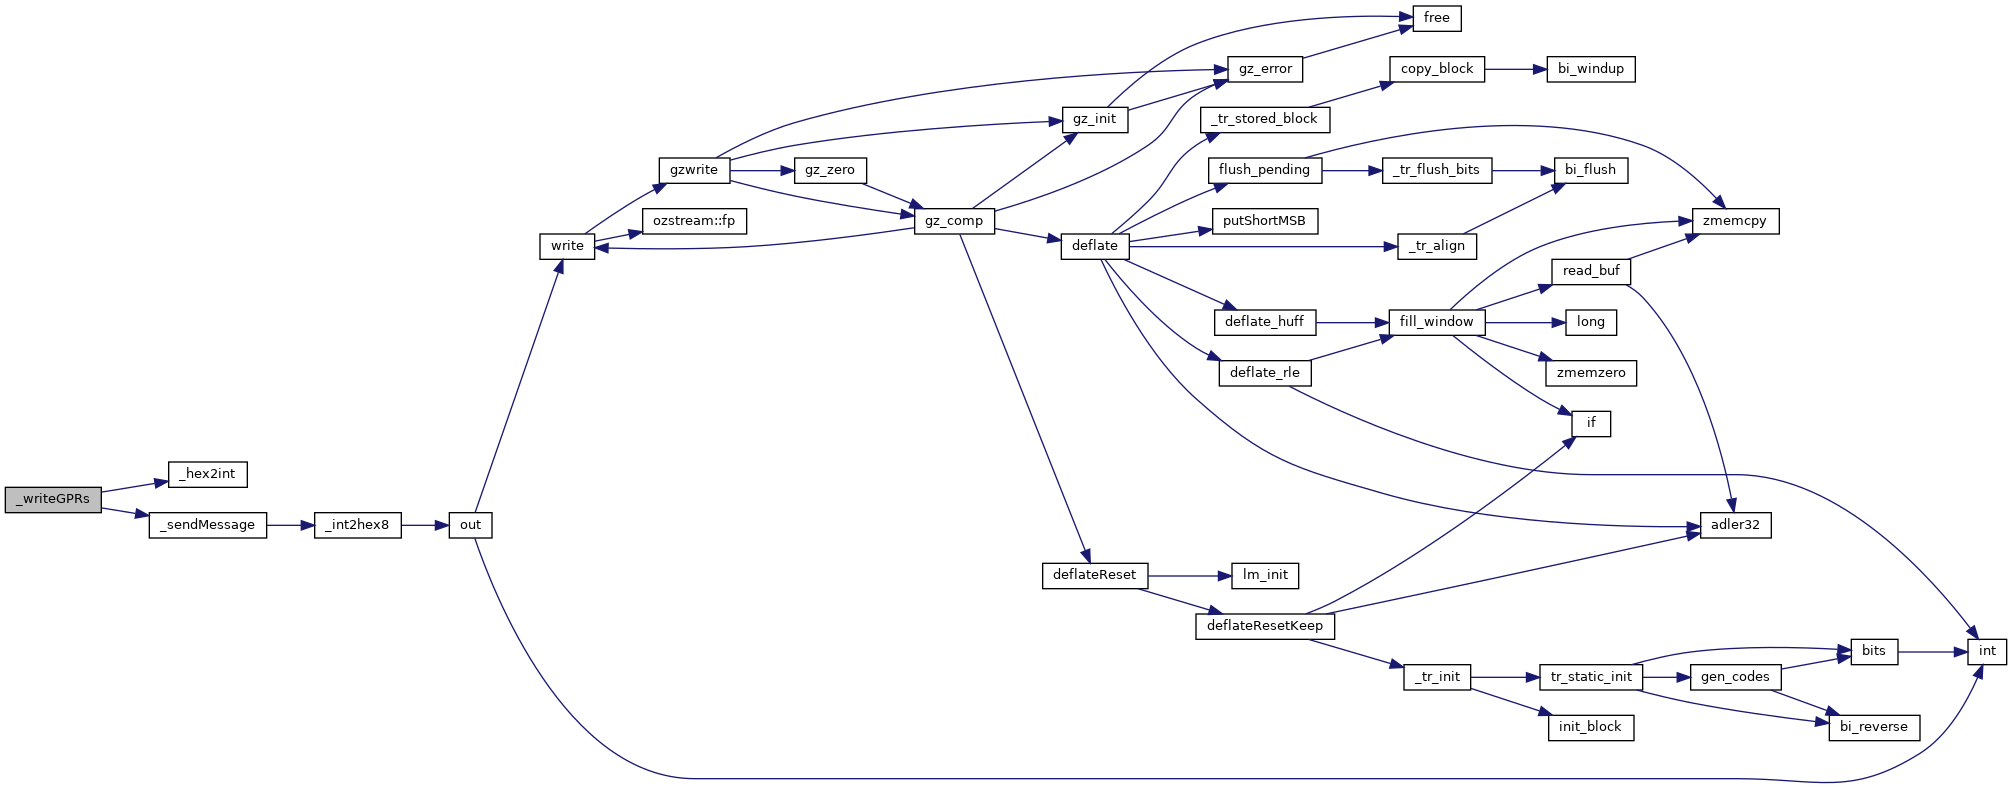 _writeGPRs
_hex2int
_sendMessage
_int2hex8
out
write
gzwrite
ozstream::fp
gz_zero
gz_comp
gz_init
gz_error
free
deflate
_tr_stored_block
copy_block
bi_windup
flush_pending
_tr_flush_bits
bi_flush
putShortMSB
_tr_align
zmemcpy
deflate_huff
deflate_rle
fill_window
read_buf
long
zmemzero
if
adler32
deflateReset
lm_init
deflateResetKeep
_tr_init
tr_static_init
init_block
gen_codes
bits
bi_reverse
int